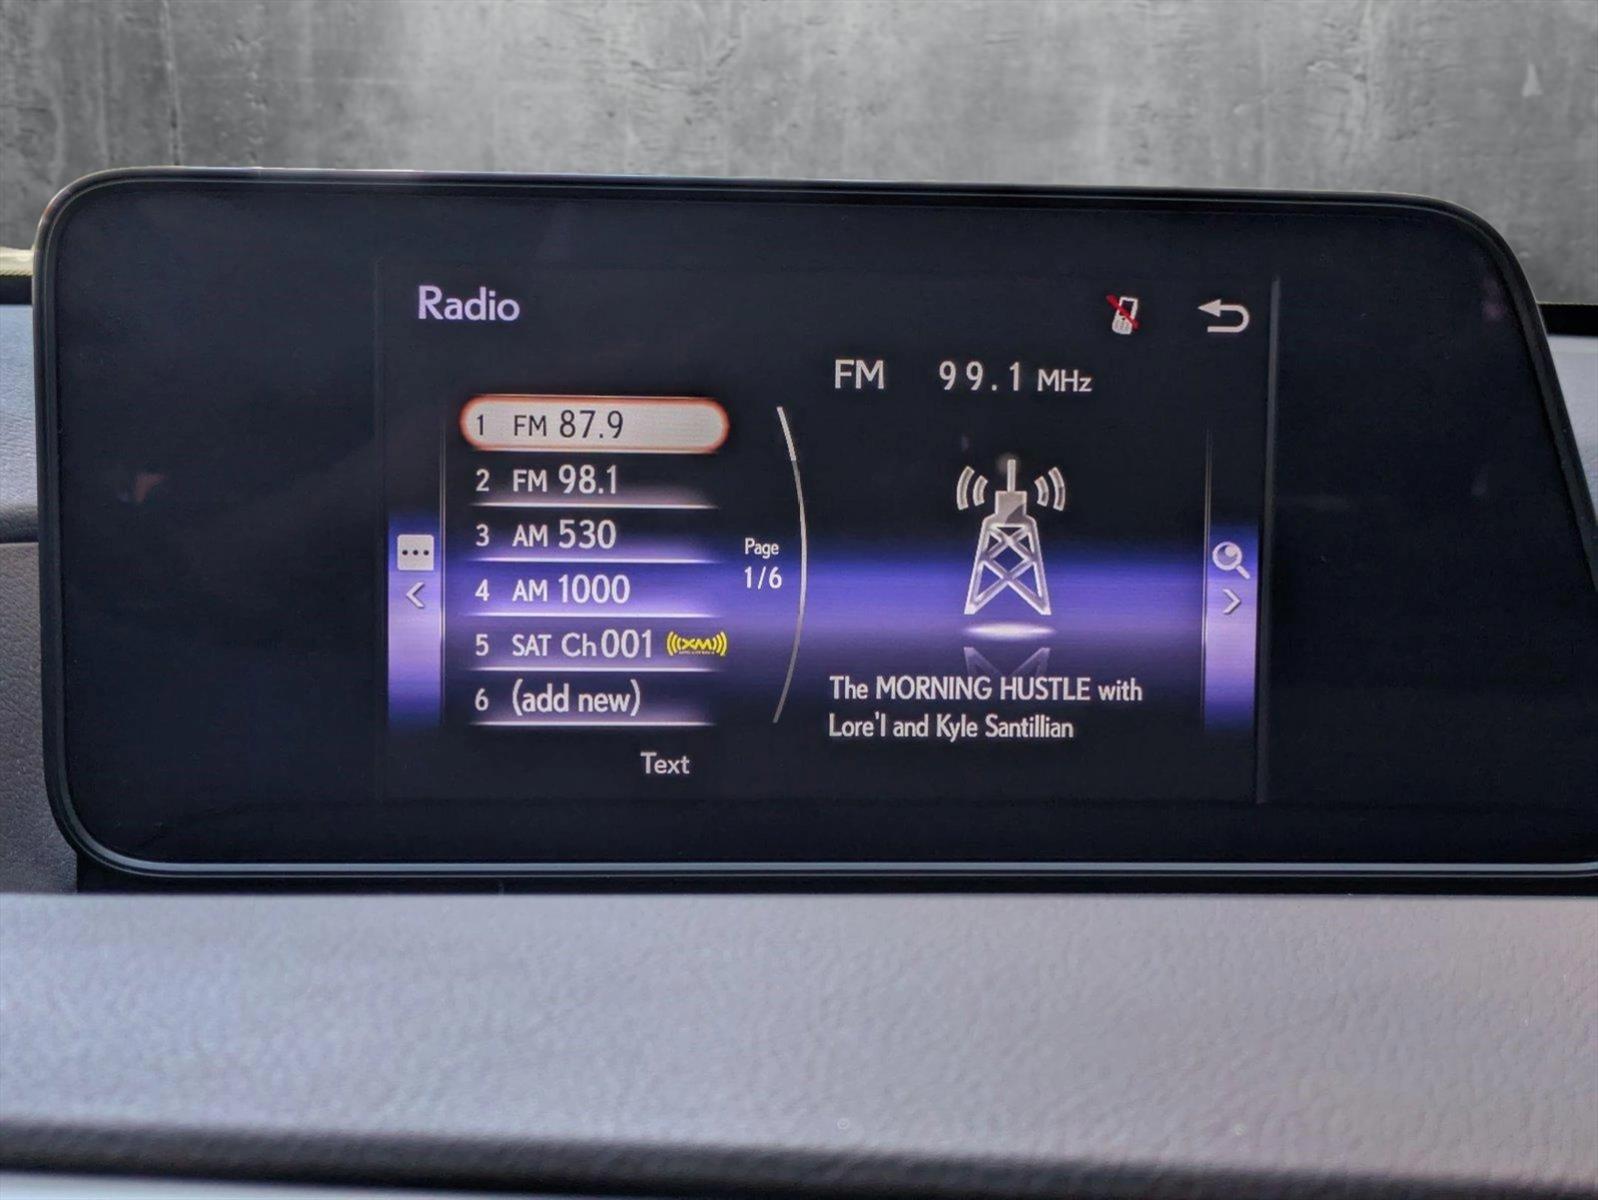 Radio
FM 99.1 MHz
1 FM 87.9
2 FM 98.1
3 AM 530
4 AM 1000
5 SAT Ch 001 (((XM)))
6 (add new)
Page
1/6
Text
The MORNING HUSTLE with
Lore'l and Kyle Santillian